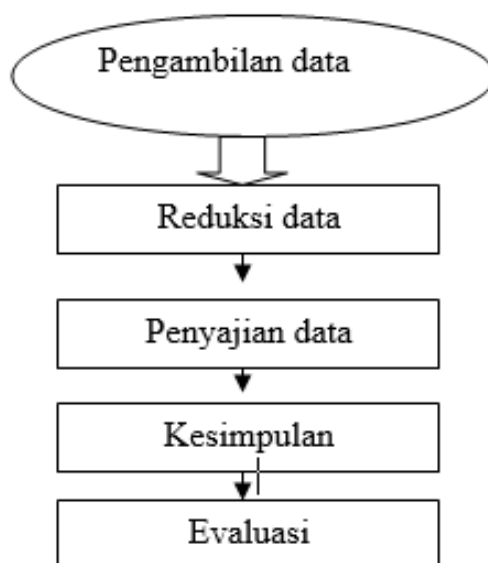 Pengambilan data
Reduksi data
Penyajian data
Kesimpulan
Evaluasi